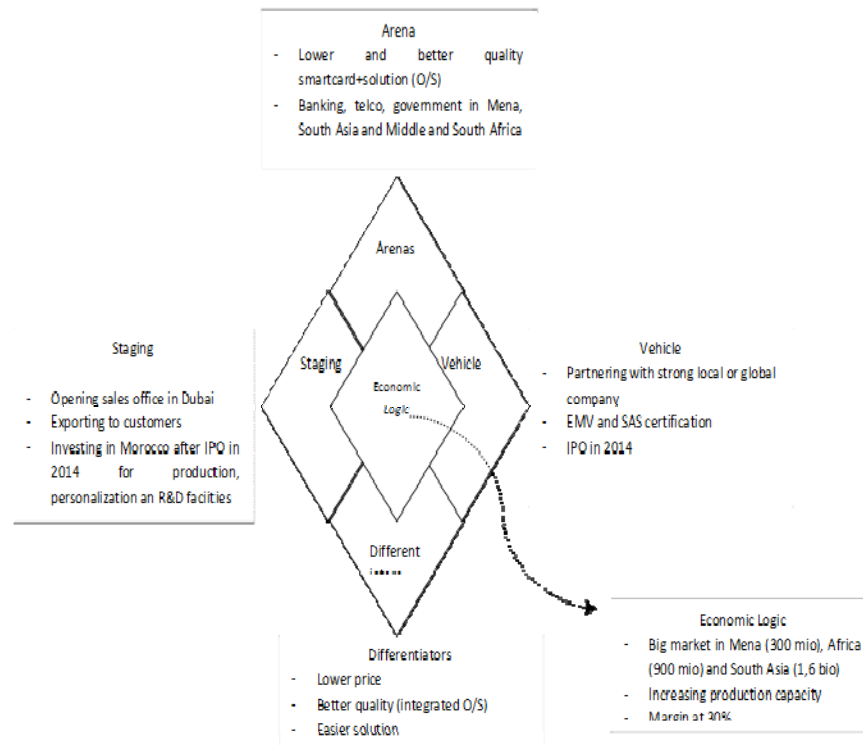 Arena
- Lower and better quality
smartcard+solution (O/S)
- Banking, telco, government in Mena,
South Asia and Middle and South Africa
Arenas
Staging
Vehicle
Economic
Logic
Different
Staging
- Opening sales office in Dubai
- Exporting to customers
- Investing in Morocco after IPO in
2014 for production,
personalization an R&D facilities
Vehicle
- Partnering with strong local or global
company
- EMV and SAS certification
- IPO in 2014
Differentiators
- Lower price
- Better quality (integrated O/S)
- Easier solution
Economic Logic
- Big market in Mena (300 mio), Africa
(900 mio) and South Asia (1,6 bio)
- Increasing production capacity
- Margin at